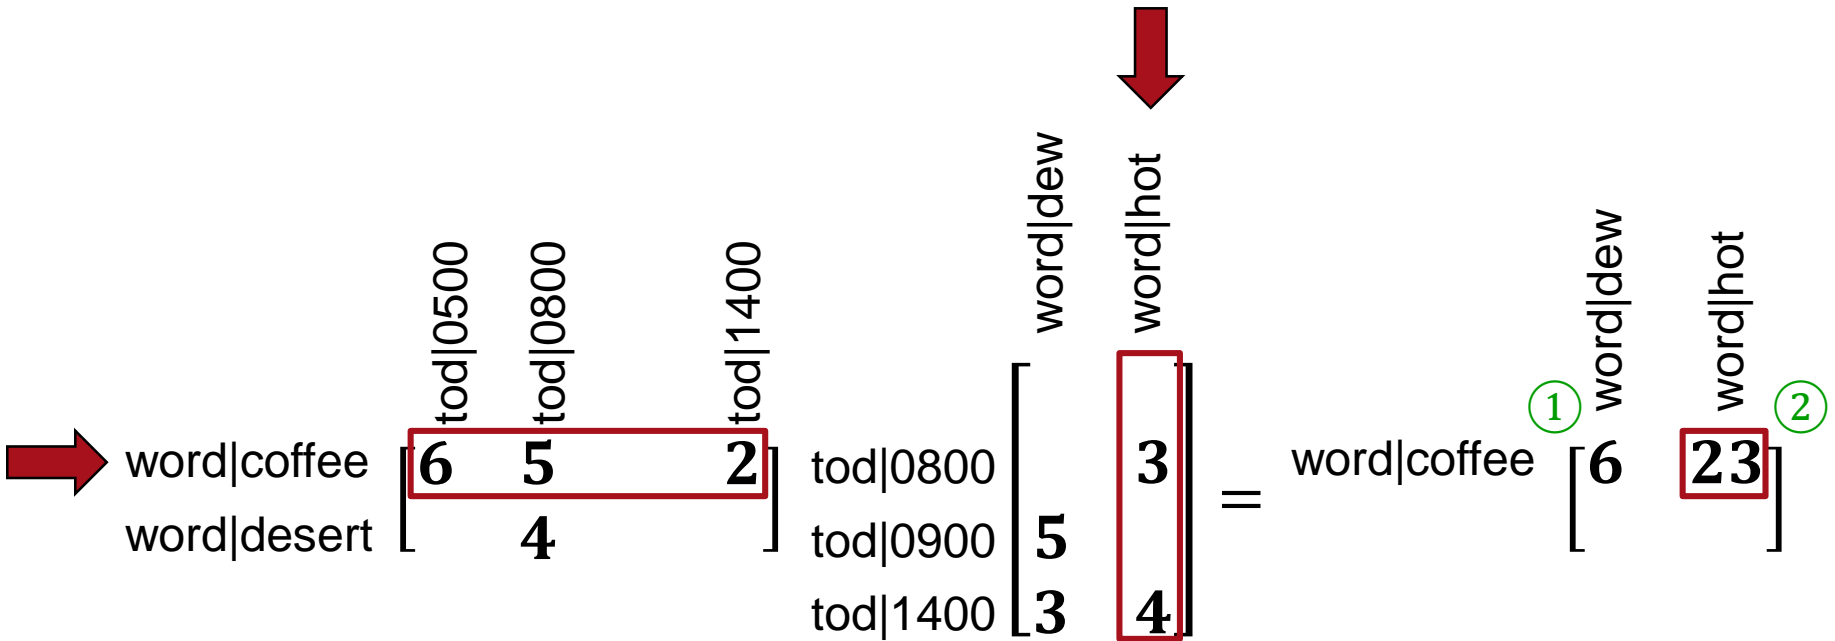 tod|0500 tod|0800 tod|1400
word|coffee 6 5 2
word|desert 4
word|dew word|hot
tod|0800 3
tod|0900 5
tod|1400 3 4
=
word|dew word|hot
① ②
word|coffee 6 23